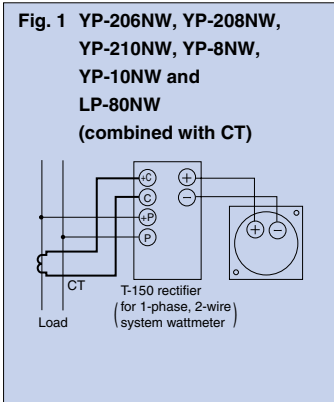 Fig. 1 YP-206NW, YP-208NW,
YP-210NW, YP-8NW,
YP-10NW and
LP-80NW
(combined with CT)
+C
+
C
−
+P
+ −
P
CT
T-150 rectifier
(for 1-phase, 2-wire
system wattmeter)
Load